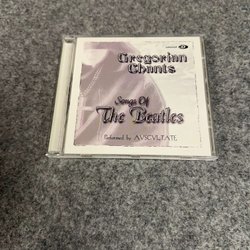 Gregorian
Chants
Songs Of
The Beatles
Performed by AVSCVLTATE